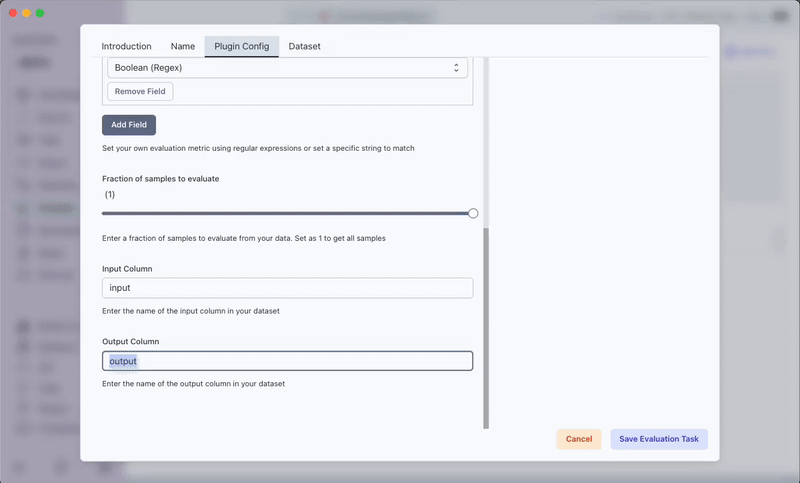 Introduction Name Plugin Config Dataset
Boolean (Regex)
Remove Field
Add Field
Set your own evaluation metric using regular expressions or set a specific string to match
Fraction of samples to evaluate
(1)
Enter a fraction of samples to evaluate from your data. Set as 1 to get all samples
Input Column
input
Enter the name of the input column in your dataset
Output Column
output
Enter the name of the output column in your dataset
Cancel Save Evaluation Task